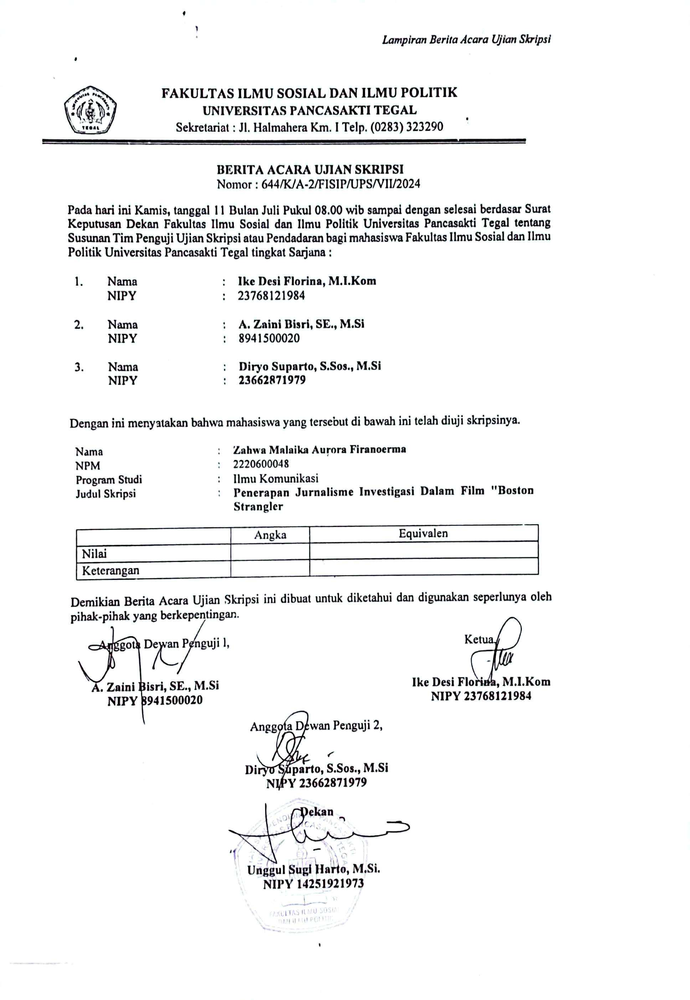 Lampiran Berita Acara Ujian Skripsi
TEGAL
FAKULTAS ILMU SOSIAL DAN ILMU POLITIK
UNIVERSITAS PANCASAKTI TEGAL
Sekretariat : Jl. Halmahera Km. I Telp. (0283) 323290
BERITA ACARA UJIAN SKRIPSI
Nomor : 644/K/A-2/FISIP/UPS/VII/2024
Pada hari ini Kamis, tanggal 11 Bulan Juli Pukul 08.00 wib sampai dengan selesai berdasar Surat
Keputusan Dekan Fakultas Ilmu Sosial dan Ilmu Politik Universitas Pancasakti Tegal tentang
Susunan Tim Penguji Ujian Skripsi atau Pendadaran bagi mahasiswa Fakultas Ilmu Sosial dan Ilmu
Politik Universitas Pancasakti Tegal tingkat Sarjana :
1. Nama : Ike Desi Florina, M.I.Kom
NIPY : 23768121984
2. Nama : A. Zaini Bisri, SE., M.Si
NIPY : 8941500020
3. Nama : Diryo Suparto, S.Sos., M.Si
NIPY : 23662871979
Dengan ini menyatakan bahwa mahasiswa yang tersebut di bawah ini telah diuji skripsinya.
Nama : Zahwa Malaika Aurora Firanoerma
NPM : 2220600048
Program Studi : Ilmu Komunikasi
Judul Skripsi : Penerapan Jurnalisme Investigasi Dalam Film "Boston
Strangler
Angka Equivalen
Nilai
Keterangan
Demikian Berita Acara Ujian Skripsi ini dibuat untuk diketahui dan digunakan seperlunya oleh
pihak-pihak yang berkepentingan.
Anggota Dewan Penguji 1,
A. Zaini Bisri, SE., M.Si
NIPY 8941500020
Ketua,
Ike Desi Florina, M.I.Kom
NIPY 23768121984
Anggota Dewan Penguji 2,
Diryo Suparto, S.Sos., M.Si
NIPY 23662871979
Dekan
Unggul Sugi Harto, M.Si.
NIPY 14251921973
FAKULTAS ILMU SOSIAL
DAN ILMU POLITIK